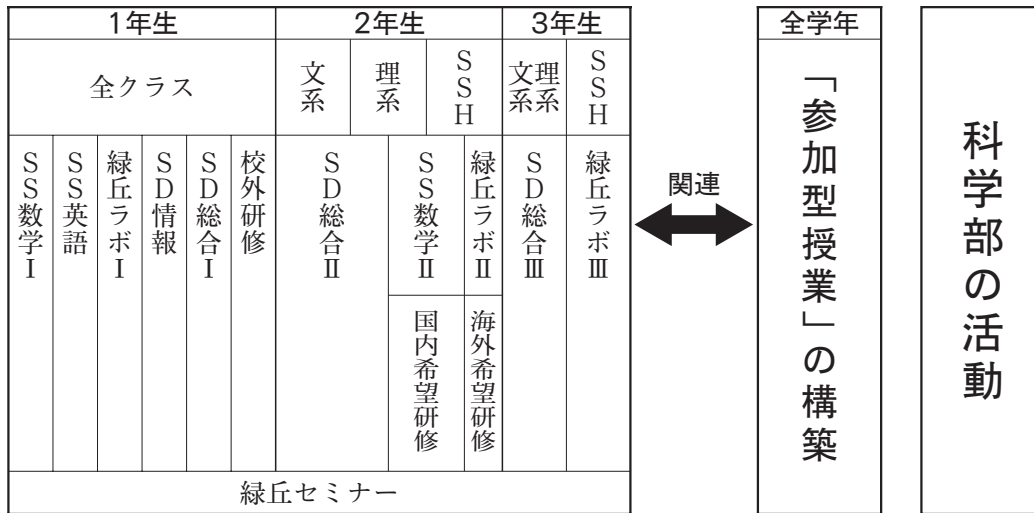 1年生
2年生
3年生
全クラス
文系
理系
SSH
文系
理系
SSH
SS数学Ⅰ
SS英語
緑丘ラボⅠ
SD情報
SD総合Ⅰ
校外研修
SD総合Ⅱ
SS数学Ⅱ
緑丘ラボⅡ
国内希望研修
海外希望研修
SD総合Ⅲ
緑丘ラボⅢ
緑丘セミナー
関連
全学年
「参加型授業」の構築
科学部の活動